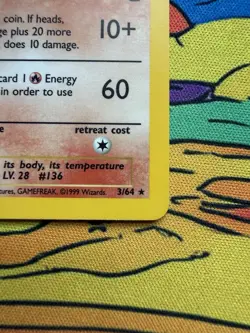 coin. If heads,
ge plus 20 more
does 10 damage.
10+
card 1 Energy
in order to use
60
retreat cost
its body, its temperature
LV. 28 #136
tures, GAMEFREAK. ©1999 Wizards. 3/64 ★